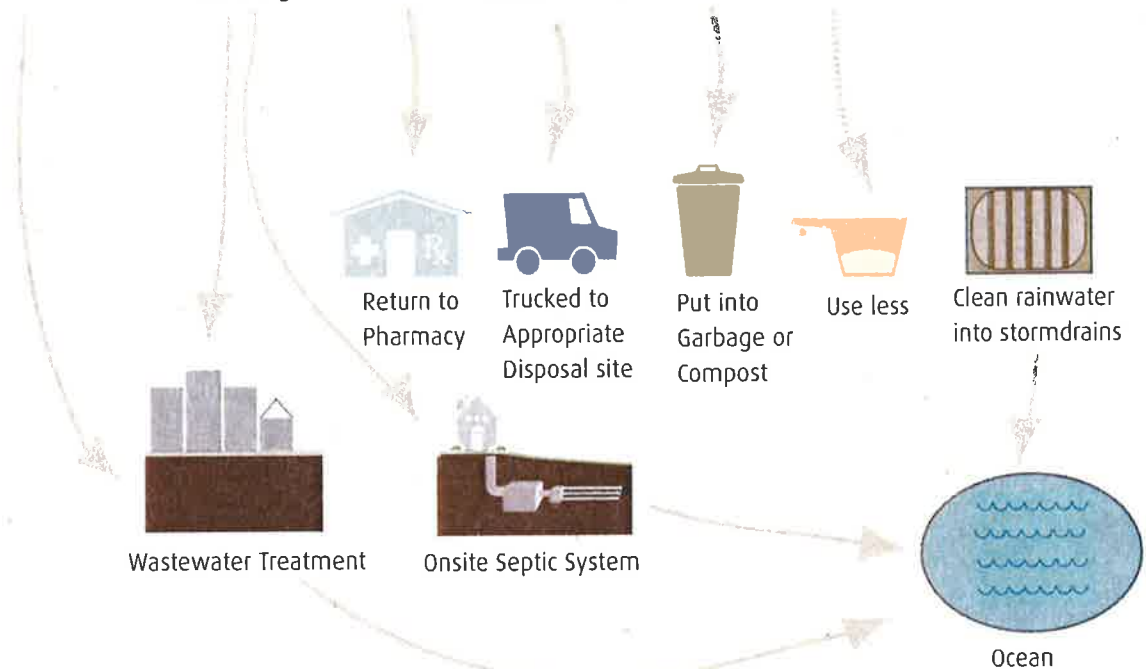 Rx
Return to
Pharmacy
Trucked to
Appropriate
Disposal site
Put into
Garbage or
Compost
Use less
Clean rainwater
into stormdrains
Wastewater Treatment
Onsite Septic System
Ocean